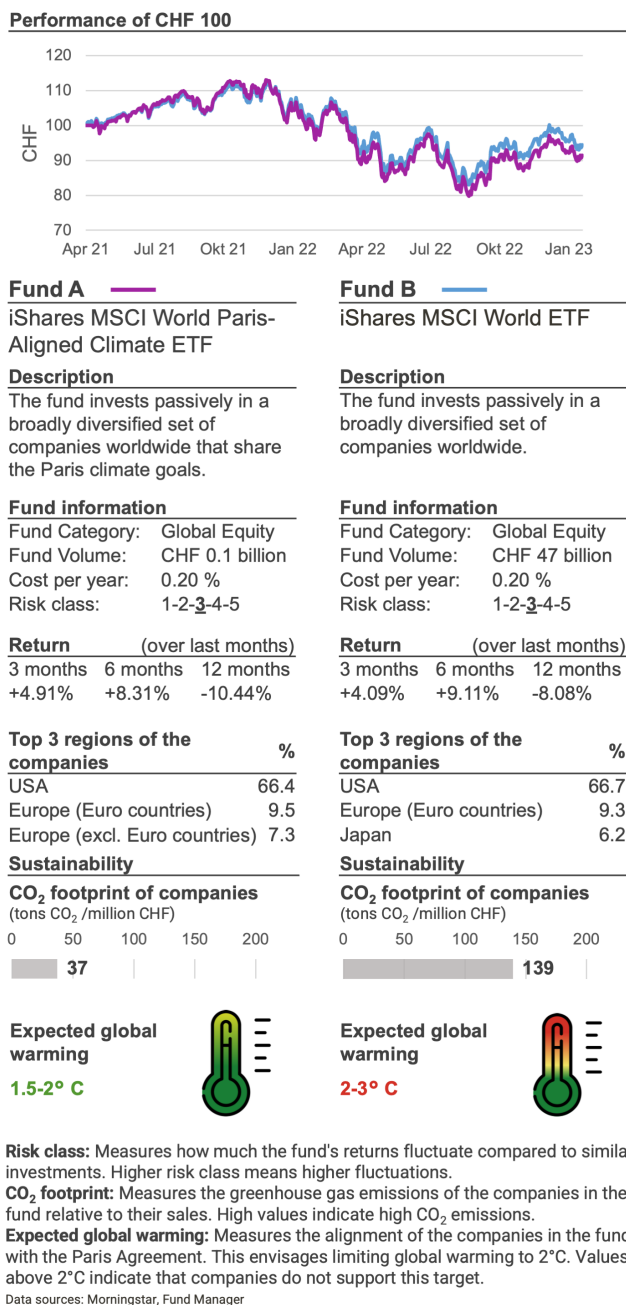 Performance of CHF 100
120
110
100
90
80
70
CHF
Apr 21 Jul 21 Okt 21 Jan 22 Apr 22 Jul 22 Okt 22 Jan 23
Fund A
iShares MSCI World Paris-
Aligned Climate ETF
Description
The fund invests passively in a
broadly diversified set of
companies worldwide that share
the Paris climate goals.
Fund information
Fund Category: Global Equity
Fund Volume: CHF 0.1 billion
Cost per year: 0.20 %
Risk class: 1-2-3-4-5
Return (over last months)
3 months 6 months 12 months
+4.91% +8.31% -10.44%
Top 3 regions of the
companies %
USA 66.4
Europe (Euro countries) 9.5
Europe (excl. Euro countries) 7.3
Sustainability
CO₂ footprint of companies
(tons CO₂ /million CHF)
0 50 100 150 200
37
Expected global
warming
1.5-2° C
Fund B
iShares MSCI World ETF
Description
The fund invests passively in a
broadly diversified set of
companies worldwide.
Fund information
Fund Category: Global Equity
Fund Volume: CHF 47 billion
Cost per year: 0.20 %
Risk class: 1-2-3-4-5
Return (over last months)
3 months 6 months 12 months
+4.09% +9.11% -8.08%
Top 3 regions of the
companies %
USA 66.7
Europe (Euro countries) 9.3
Japan 6.2
Sustainability
CO₂ footprint of companies
(tons CO₂ /million CHF)
0 50 100 150 200
139
Expected global
warming
2-3° C
Risk class: Measures how much the fund's returns fluctuate compared to simila
investments. Higher risk class means higher fluctuations.
CO₂ footprint: Measures the greenhouse gas emissions of the companies in the
fund relative to their sales. High values indicate high CO₂ emissions.
Expected global warming: Measures the alignment of the companies in the fund
with the Paris Agreement. This envisages limiting global warming to 2°C. Values
above 2°C indicate that companies do not support this target.
Data sources: Morningstar, Fund Manager